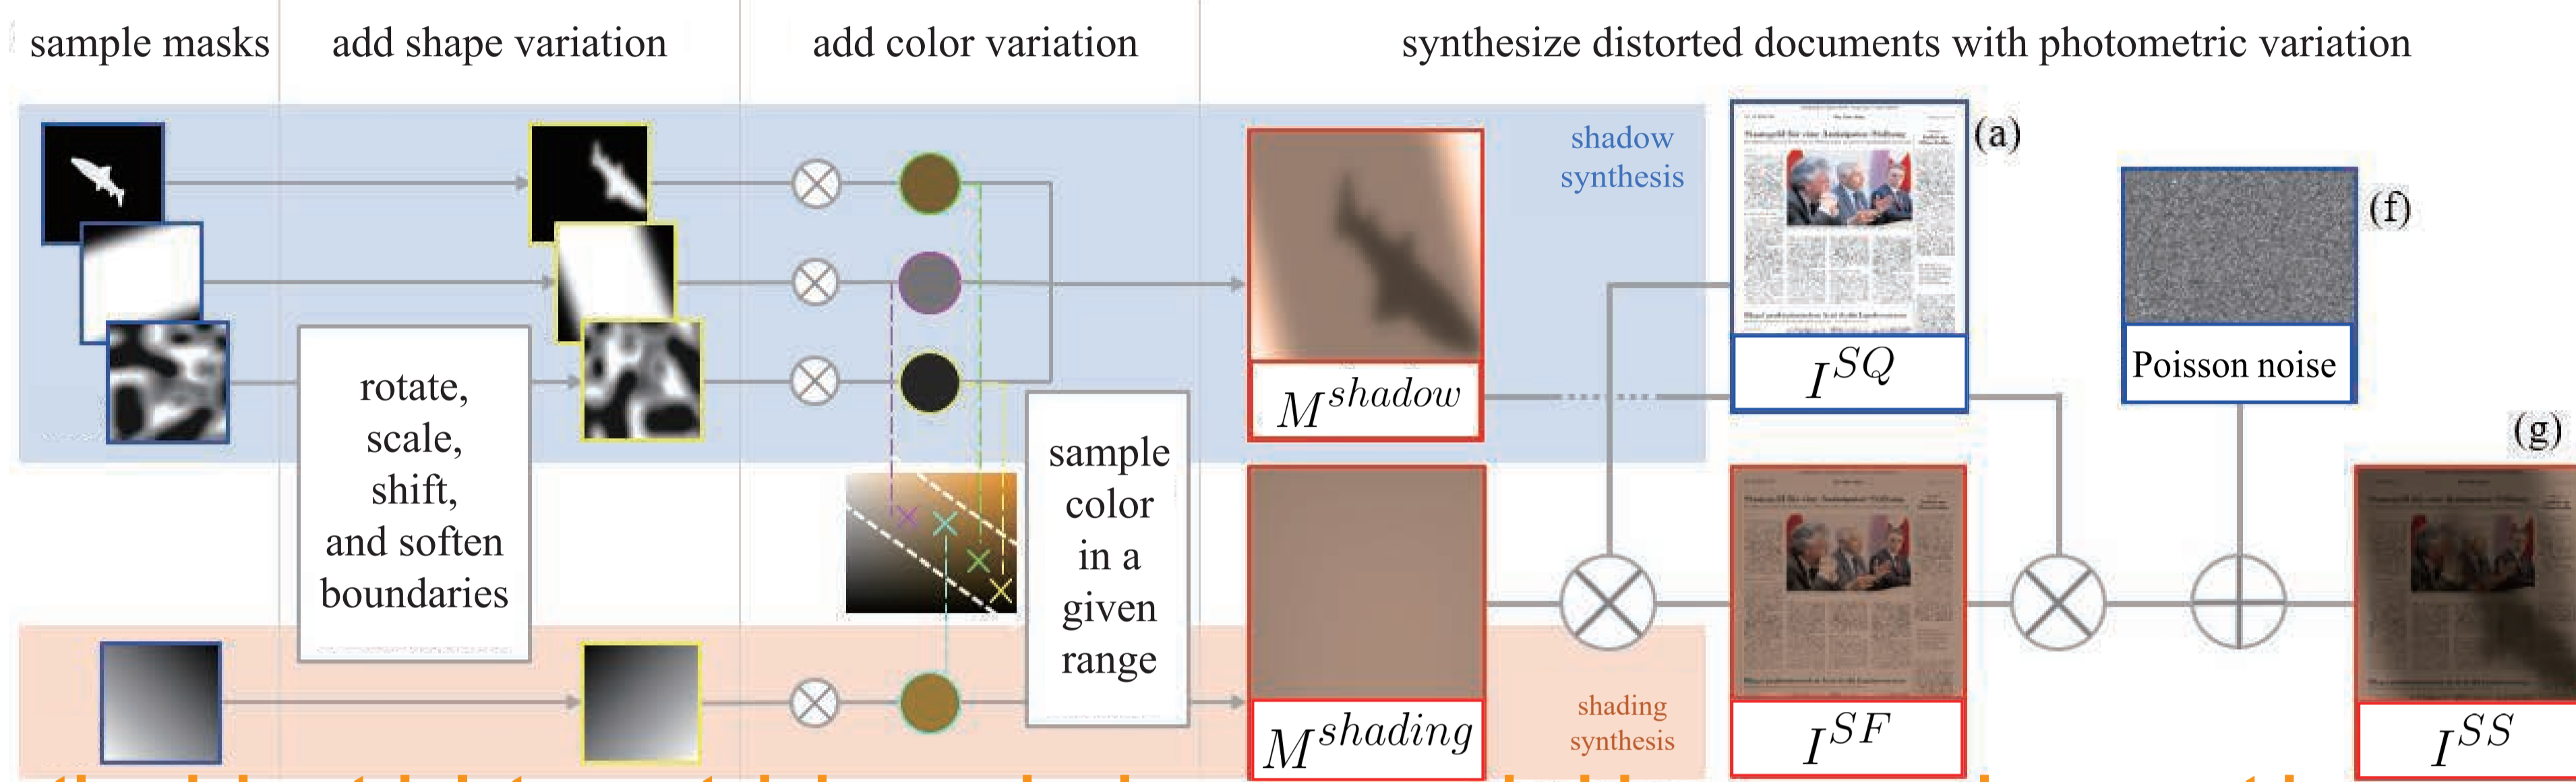 sample masks
add shape variation
add color variation
synthesize distorted documents with photometric variation
shadow
synthesis
(a)
(f)
rotate,
scale,
shift,
and soften
boundaries
sample
color
in a
given
range
M^{shadow}
I^{SQ}
Poisson noise
(g)
shading
synthesis
M^{shading}
I^{SF}
I^{SS}